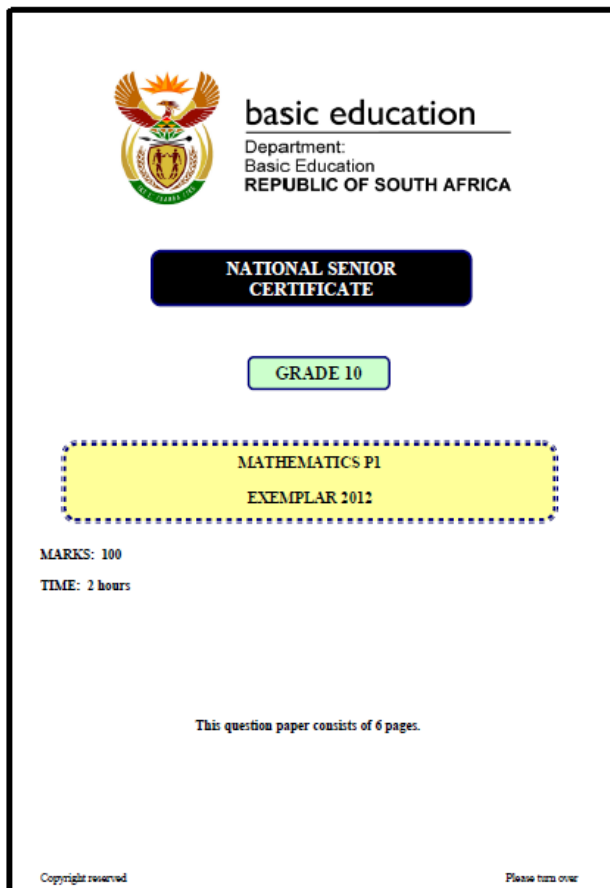 basic education
Department:
Basic Education
REPUBLIC OF SOUTH AFRICA
NATIONAL SENIOR
CERTIFICATE
GRADE 10
MATHEMATICS P1
EXEMPLAR 2012
MARKS: 100
TIME: 2 hours
This question paper consists of 6 pages.
Copyright reserved
Please turn over